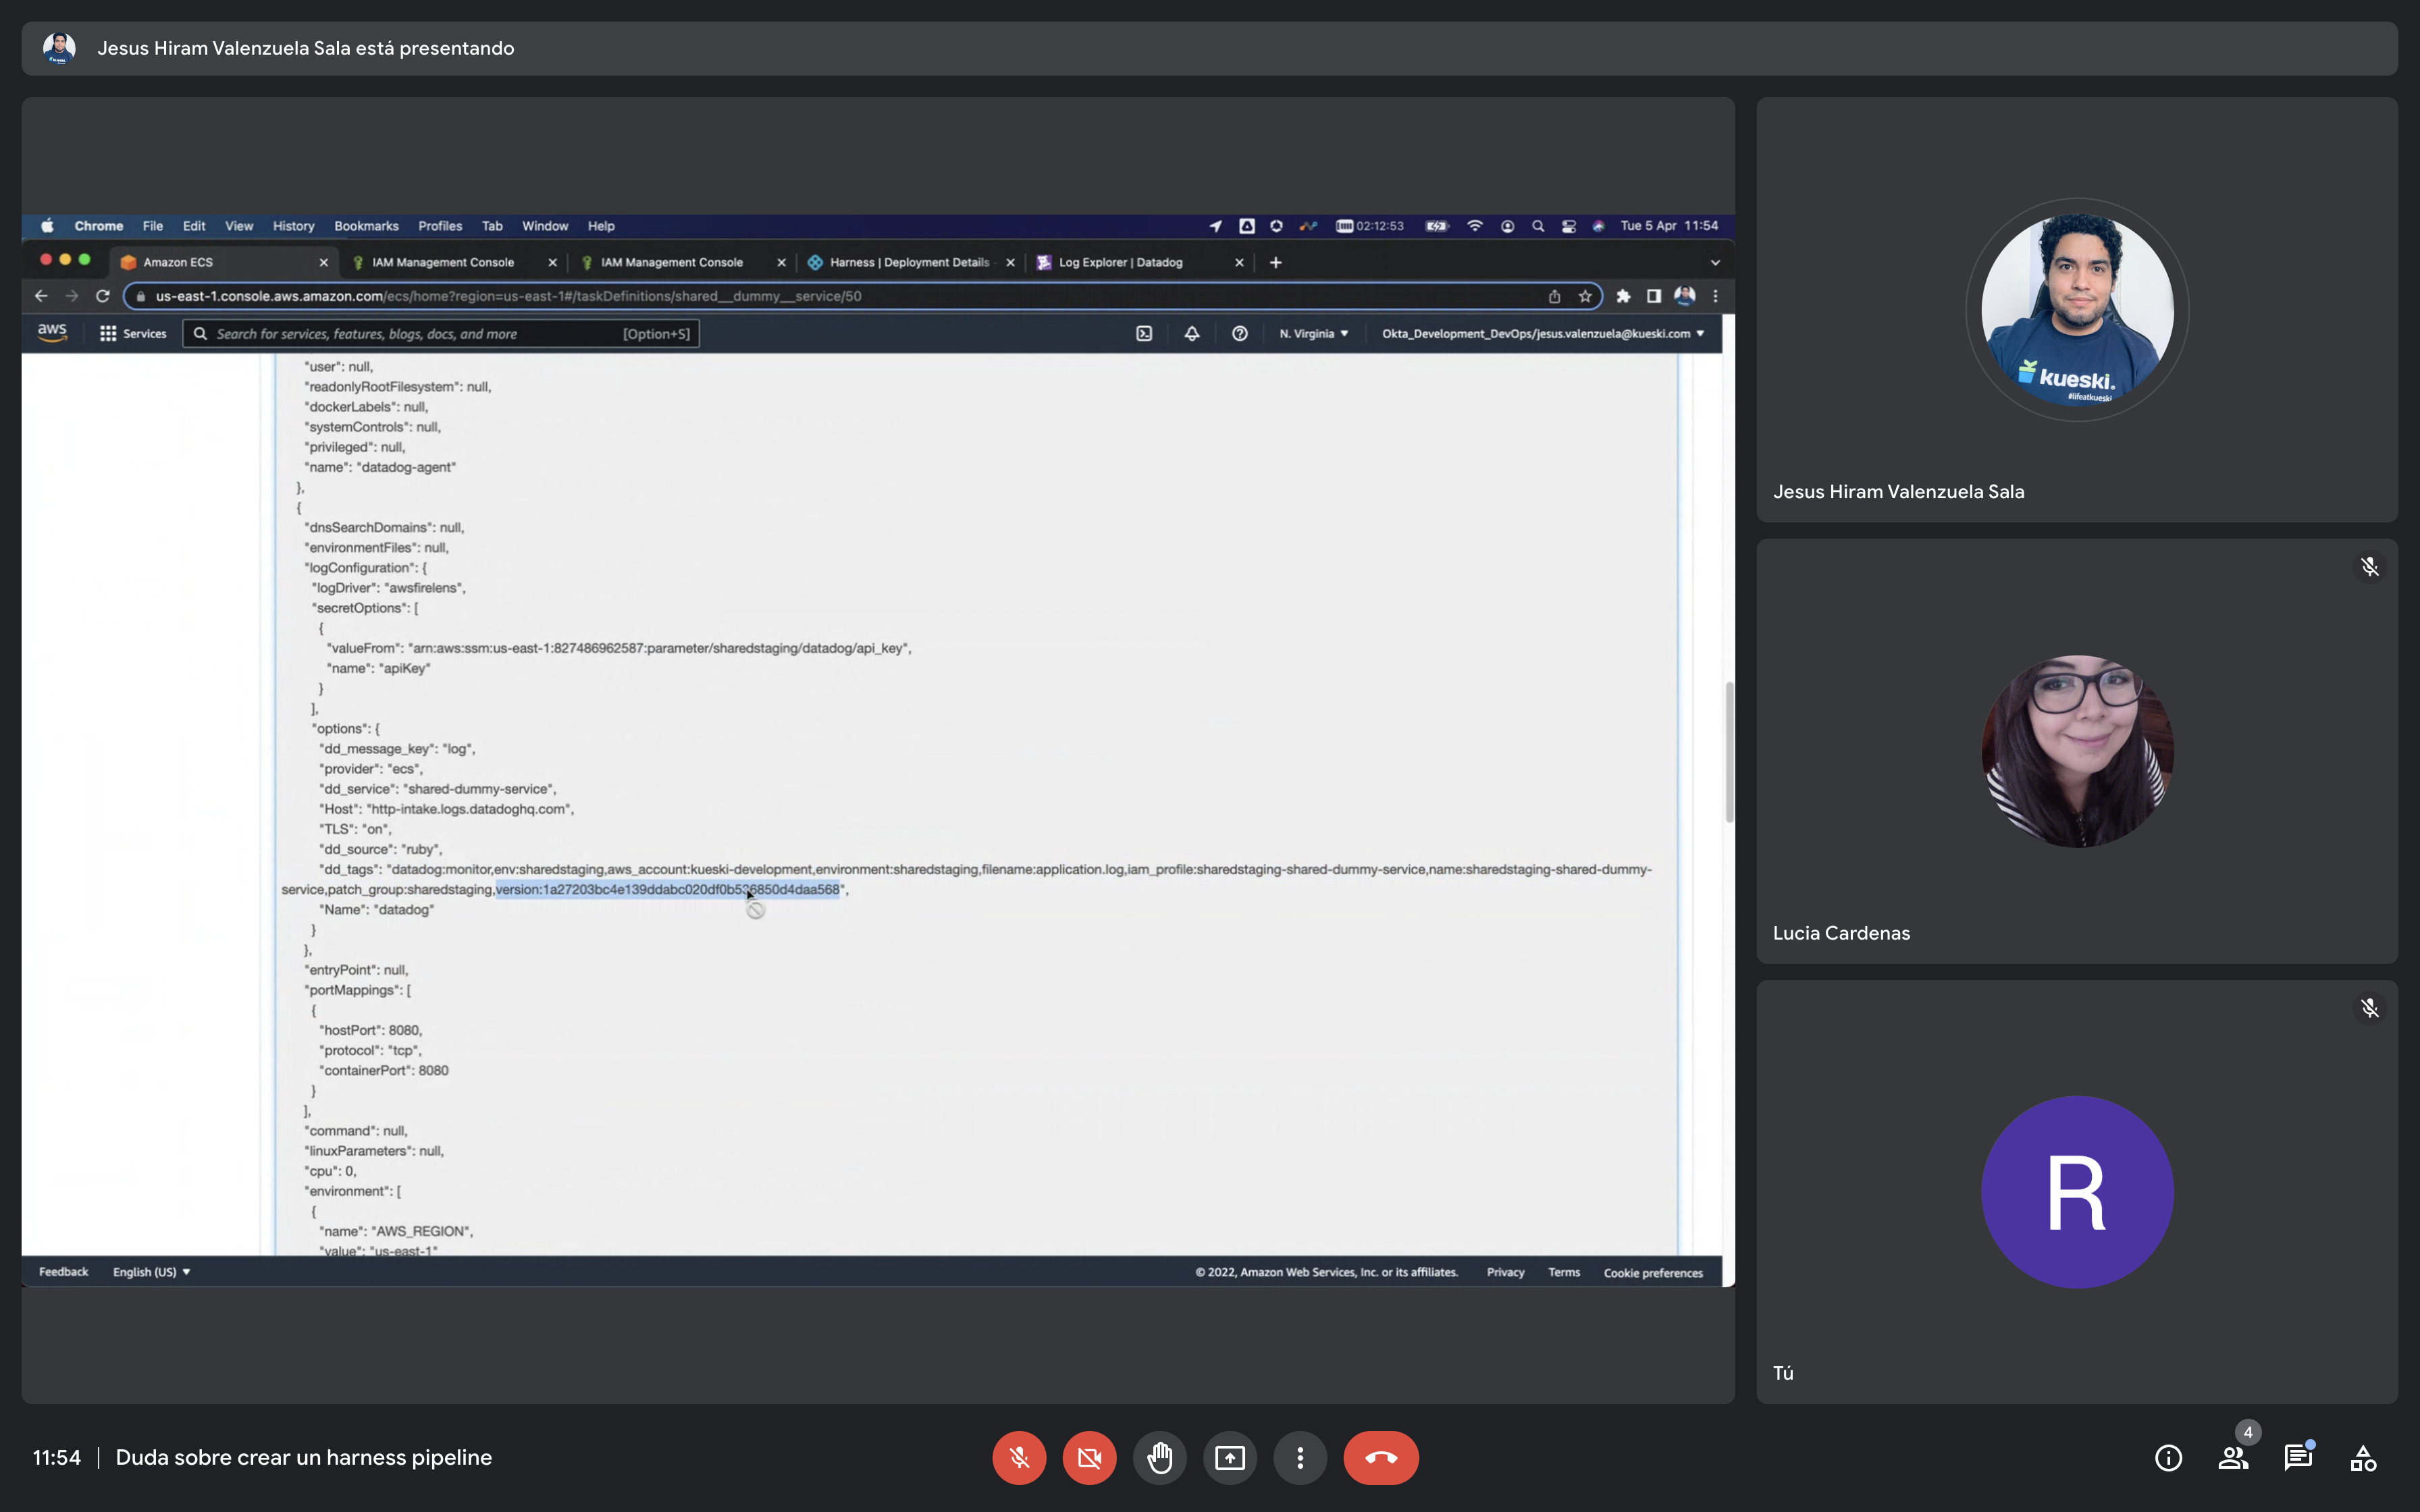 Jesus Hiram Valenzuela Sala está presentando
Chrome File Edit View History Bookmarks Profiles Tab Window Help 02:12:53 Tue 5 Apr 11:54
Amazon ECS IAM Management Console IAM Management Console Harness | Deployment Details Log Explorer | Datadog
us-east-1.console.aws.amazon.com/ecs/home?region=us-east-1#/taskDefinitions/shared__dummy__service/50
aws Services Search for services, features, blogs, docs, and more [Option+S] N. Virginia Okta_Development_DevOps/jesus.valenzuela@kueski.com
"user": null,
"readonlyRootFilesystem": null,
"dockerLabels": null,
"systemControls": null,
"privileged": null,
"name": "datadog-agent"
},
{
"dnsSearchDomains": null,
"environmentFiles": null,
"logConfiguration": {
"logDriver": "awsfirelens",
"secretOptions": [
{
"valueFrom": "arn:aws:ssm:us-east-1:827486962587:parameter/sharedstaging/datadog/api_key",
"name": "apiKey"
}
],
"options": {
"dd_message_key": "log",
"provider": "ecs",
"dd_service": "shared-dummy-service",
"Host": "http-intake.logs.datadoghq.com",
"TLS": "on",
"dd_source": "ruby",
"dd_tags": "datadog:monitor,env:sharedstaging,aws_account:kueski-development,environment:sharedstaging,filename:application.log,iam_profile:sharedstaging-shared-dummy-service,name:sharedstaging-shared-dummy-
service,patch_group:sharedstaging,version:1a27203bc4e139ddabc020df0b536850d4daa568",
"Name": "datadog"
}
},
"entryPoint": null,
"portMappings": [
{
"hostPort": 8080,
"protocol": "tcp",
"containerPort": 8080
}
],
"command": null,
"linuxParameters": null,
"cpu": 0,
"environment": [
{
"name": "AWS_REGION",
"value": "us-east-1"
Feedback English (US) © 2022, Amazon Web Services, Inc. or its affiliates. Privacy Terms Cookie preferences
kueski.
#lifeatkueski
Jesus Hiram Valenzuela Sala
Lucia Cardenas
R
Tú
11:54 | Duda sobre crear un harness pipeline
4